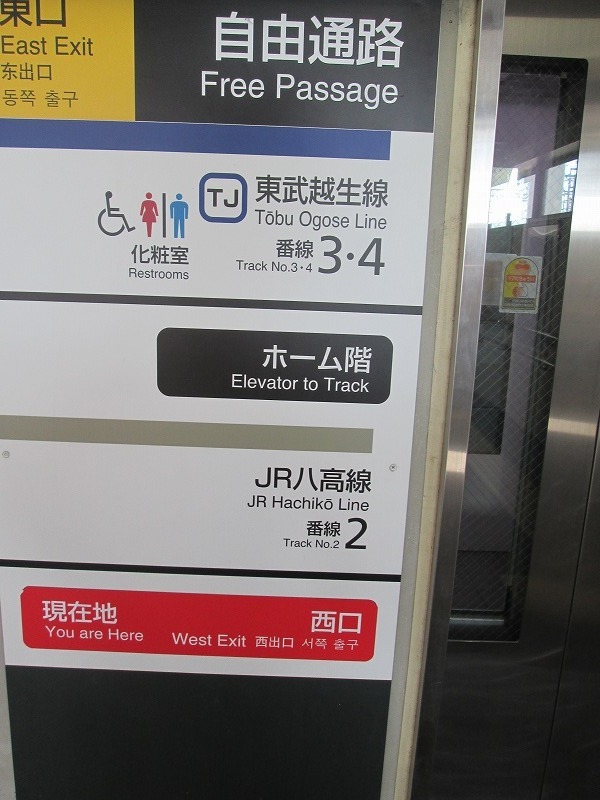 東口
East Exit
东出口
동쪽 출구
自由通路
Free Passage
TJ 東武越生線
Tōbu Ogose Line
番線 3・4
Track No.3・4
化粧室
Restrooms
ホーム階
Elevator to Track
JR八高線
JR Hachikō Line
番線 2
Track No.2
現在地 西口
You are Here West Exit 西出口 서쪽 출구